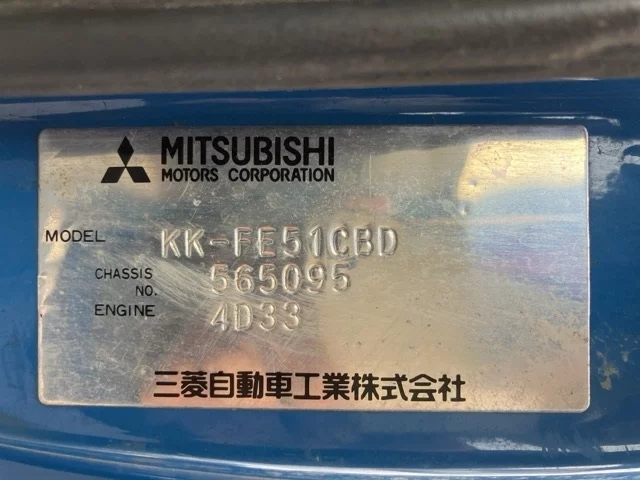 MITSUBISHI
MOTORS CORPORATION
MODEL KK-FE51CBD
CHASSIS NO. 565095
ENGINE 4D33
三菱自動車工業株式会社